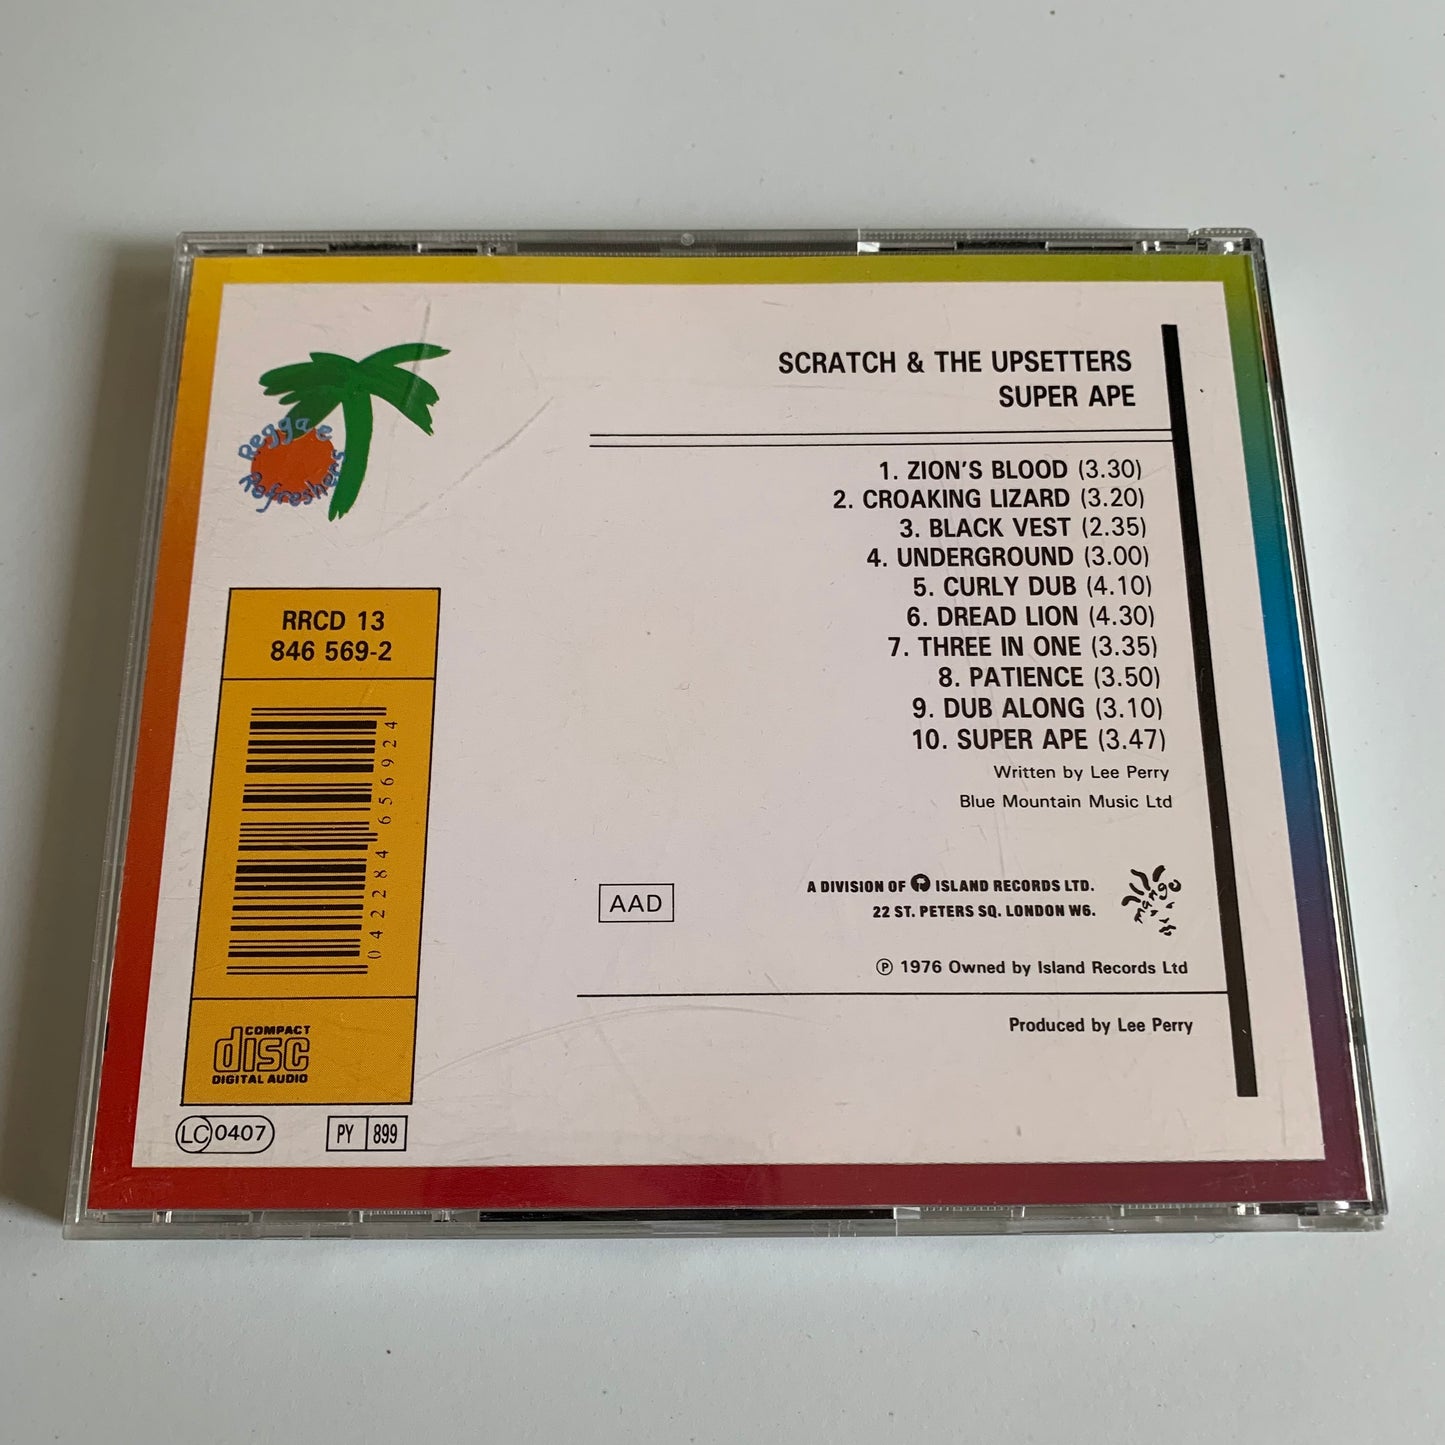 SCRATCH & THE UPSETTERS
SUPER APE
Reggae
Refreshers
1. ZION'S BLOOD (3.30)
2. CROAKING LIZARD (3.20)
3. BLACK VEST (2.35)
4. UNDERGROUND (3.00)
5. CURLY DUB (4.10)
6. DREAD LION (4.30)
7. THREE IN ONE (3.35)
8. PATIENCE (3.50)
9. DUB ALONG (3.10)
10. SUPER APE (3.47)
Written by Lee Perry
Blue Mountain Music Ltd
RRCD 13
846 569-2
0 42284 65692 4
AAD
A DIVISION OF ISLAND RECORDS LTD.
22 ST. PETERS SQ. LONDON W6.
mango
Ⓟ 1976 Owned by Island Records Ltd
Produced by Lee Perry
COMPACT
disc
DIGITAL AUDIO
LC 0407
PY 899